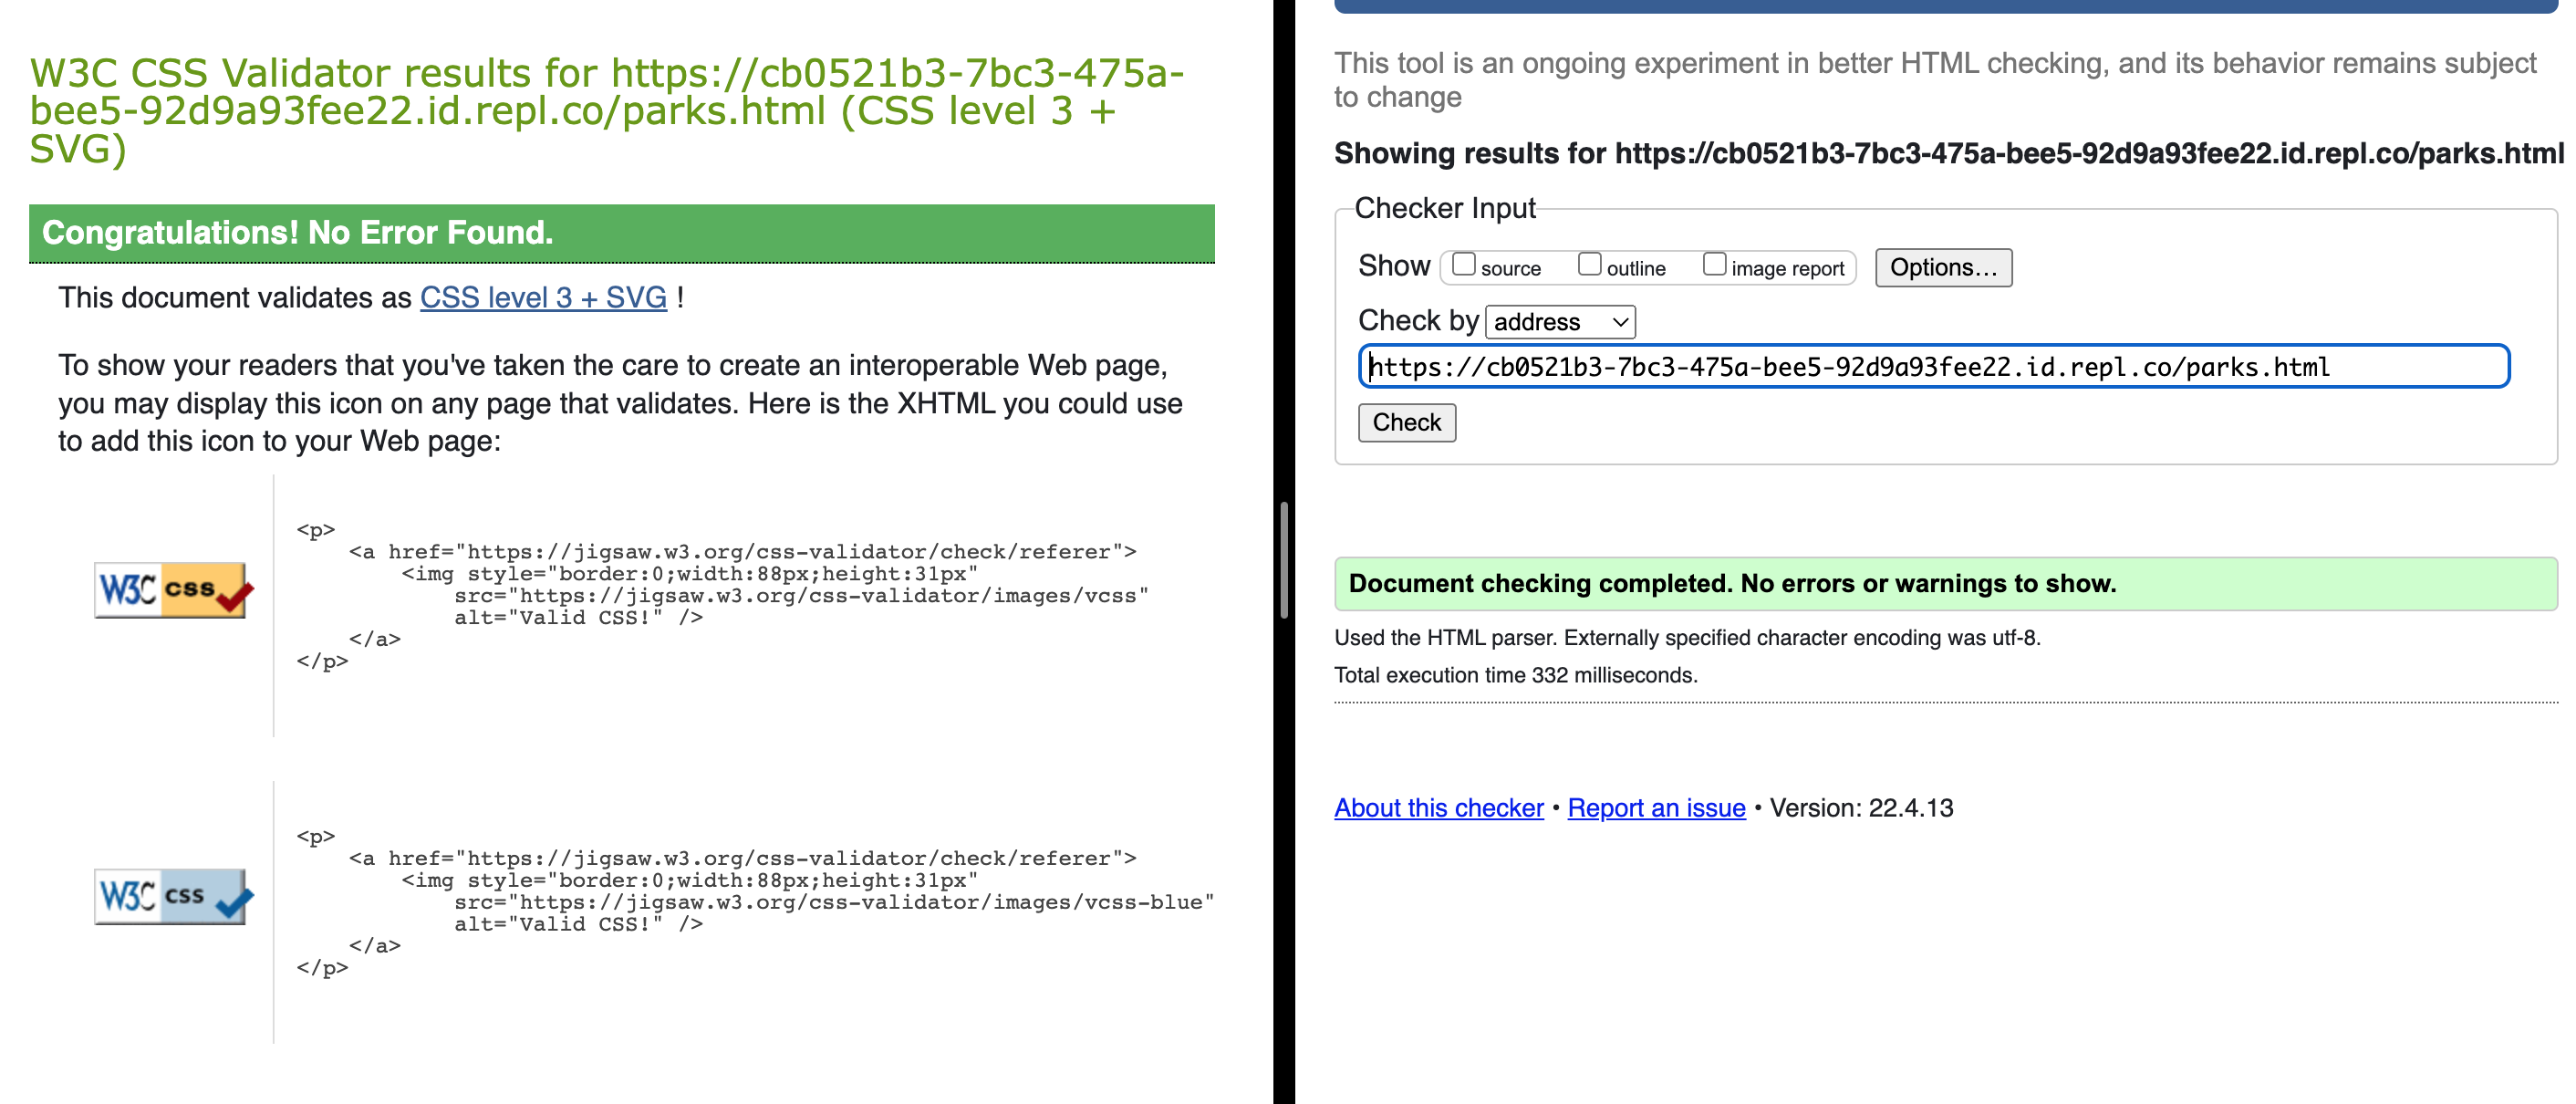 W3C CSS Validator results for https://cb0521b3-7bc3-475a-
bee5-92d9a93fee22.id.repl.co/parks.html (CSS level 3 +
SVG)
Congratulations! No Error Found.
This document validates as CSS level 3 + SVG !
To show your readers that you've taken the care to create an interoperable Web page,
you may display this icon on any page that validates. Here is the XHTML you could use
to add this icon to your Web page:
W3C css
<p>
    <a href="https://jigsaw.w3.org/css-validator/check/referer">
        <img style="border:0;width:88px;height:31px"
            src="https://jigsaw.w3.org/css-validator/images/vcss"
            alt="Valid CSS!" />
    </a>
</p>
W3C css
<p>
    <a href="https://jigsaw.w3.org/css-validator/check/referer">
        <img style="border:0;width:88px;height:31px"
            src="https://jigsaw.w3.org/css-validator/images/vcss-blue"
            alt="Valid CSS!" />
    </a>
</p>
This tool is an ongoing experiment in better HTML checking, and its behavior remains subject
to change
Showing results for https://cb0521b3-7bc3-475a-bee5-92d9a93fee22.id.repl.co/parks.html
Checker Input
Show source outline image report Options...
Check by address
https://cb0521b3-7bc3-475a-bee5-92d9a93fee22.id.repl.co/parks.html
Check
Document checking completed. No errors or warnings to show.
Used the HTML parser. Externally specified character encoding was utf-8.
Total execution time 332 milliseconds.
About this checker • Report an issue • Version: 22.4.13